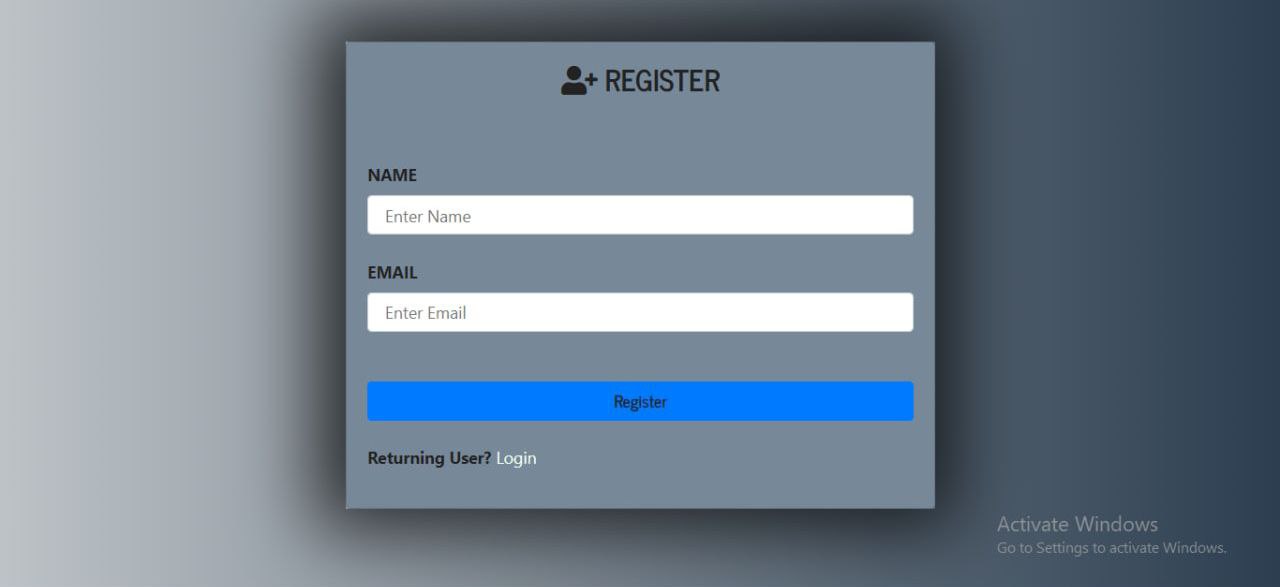 REGISTER
NAME
Enter Name
EMAIL
Enter Email
Register
Returning User? Login
Activate Windows
Go to Settings to activate Windows.